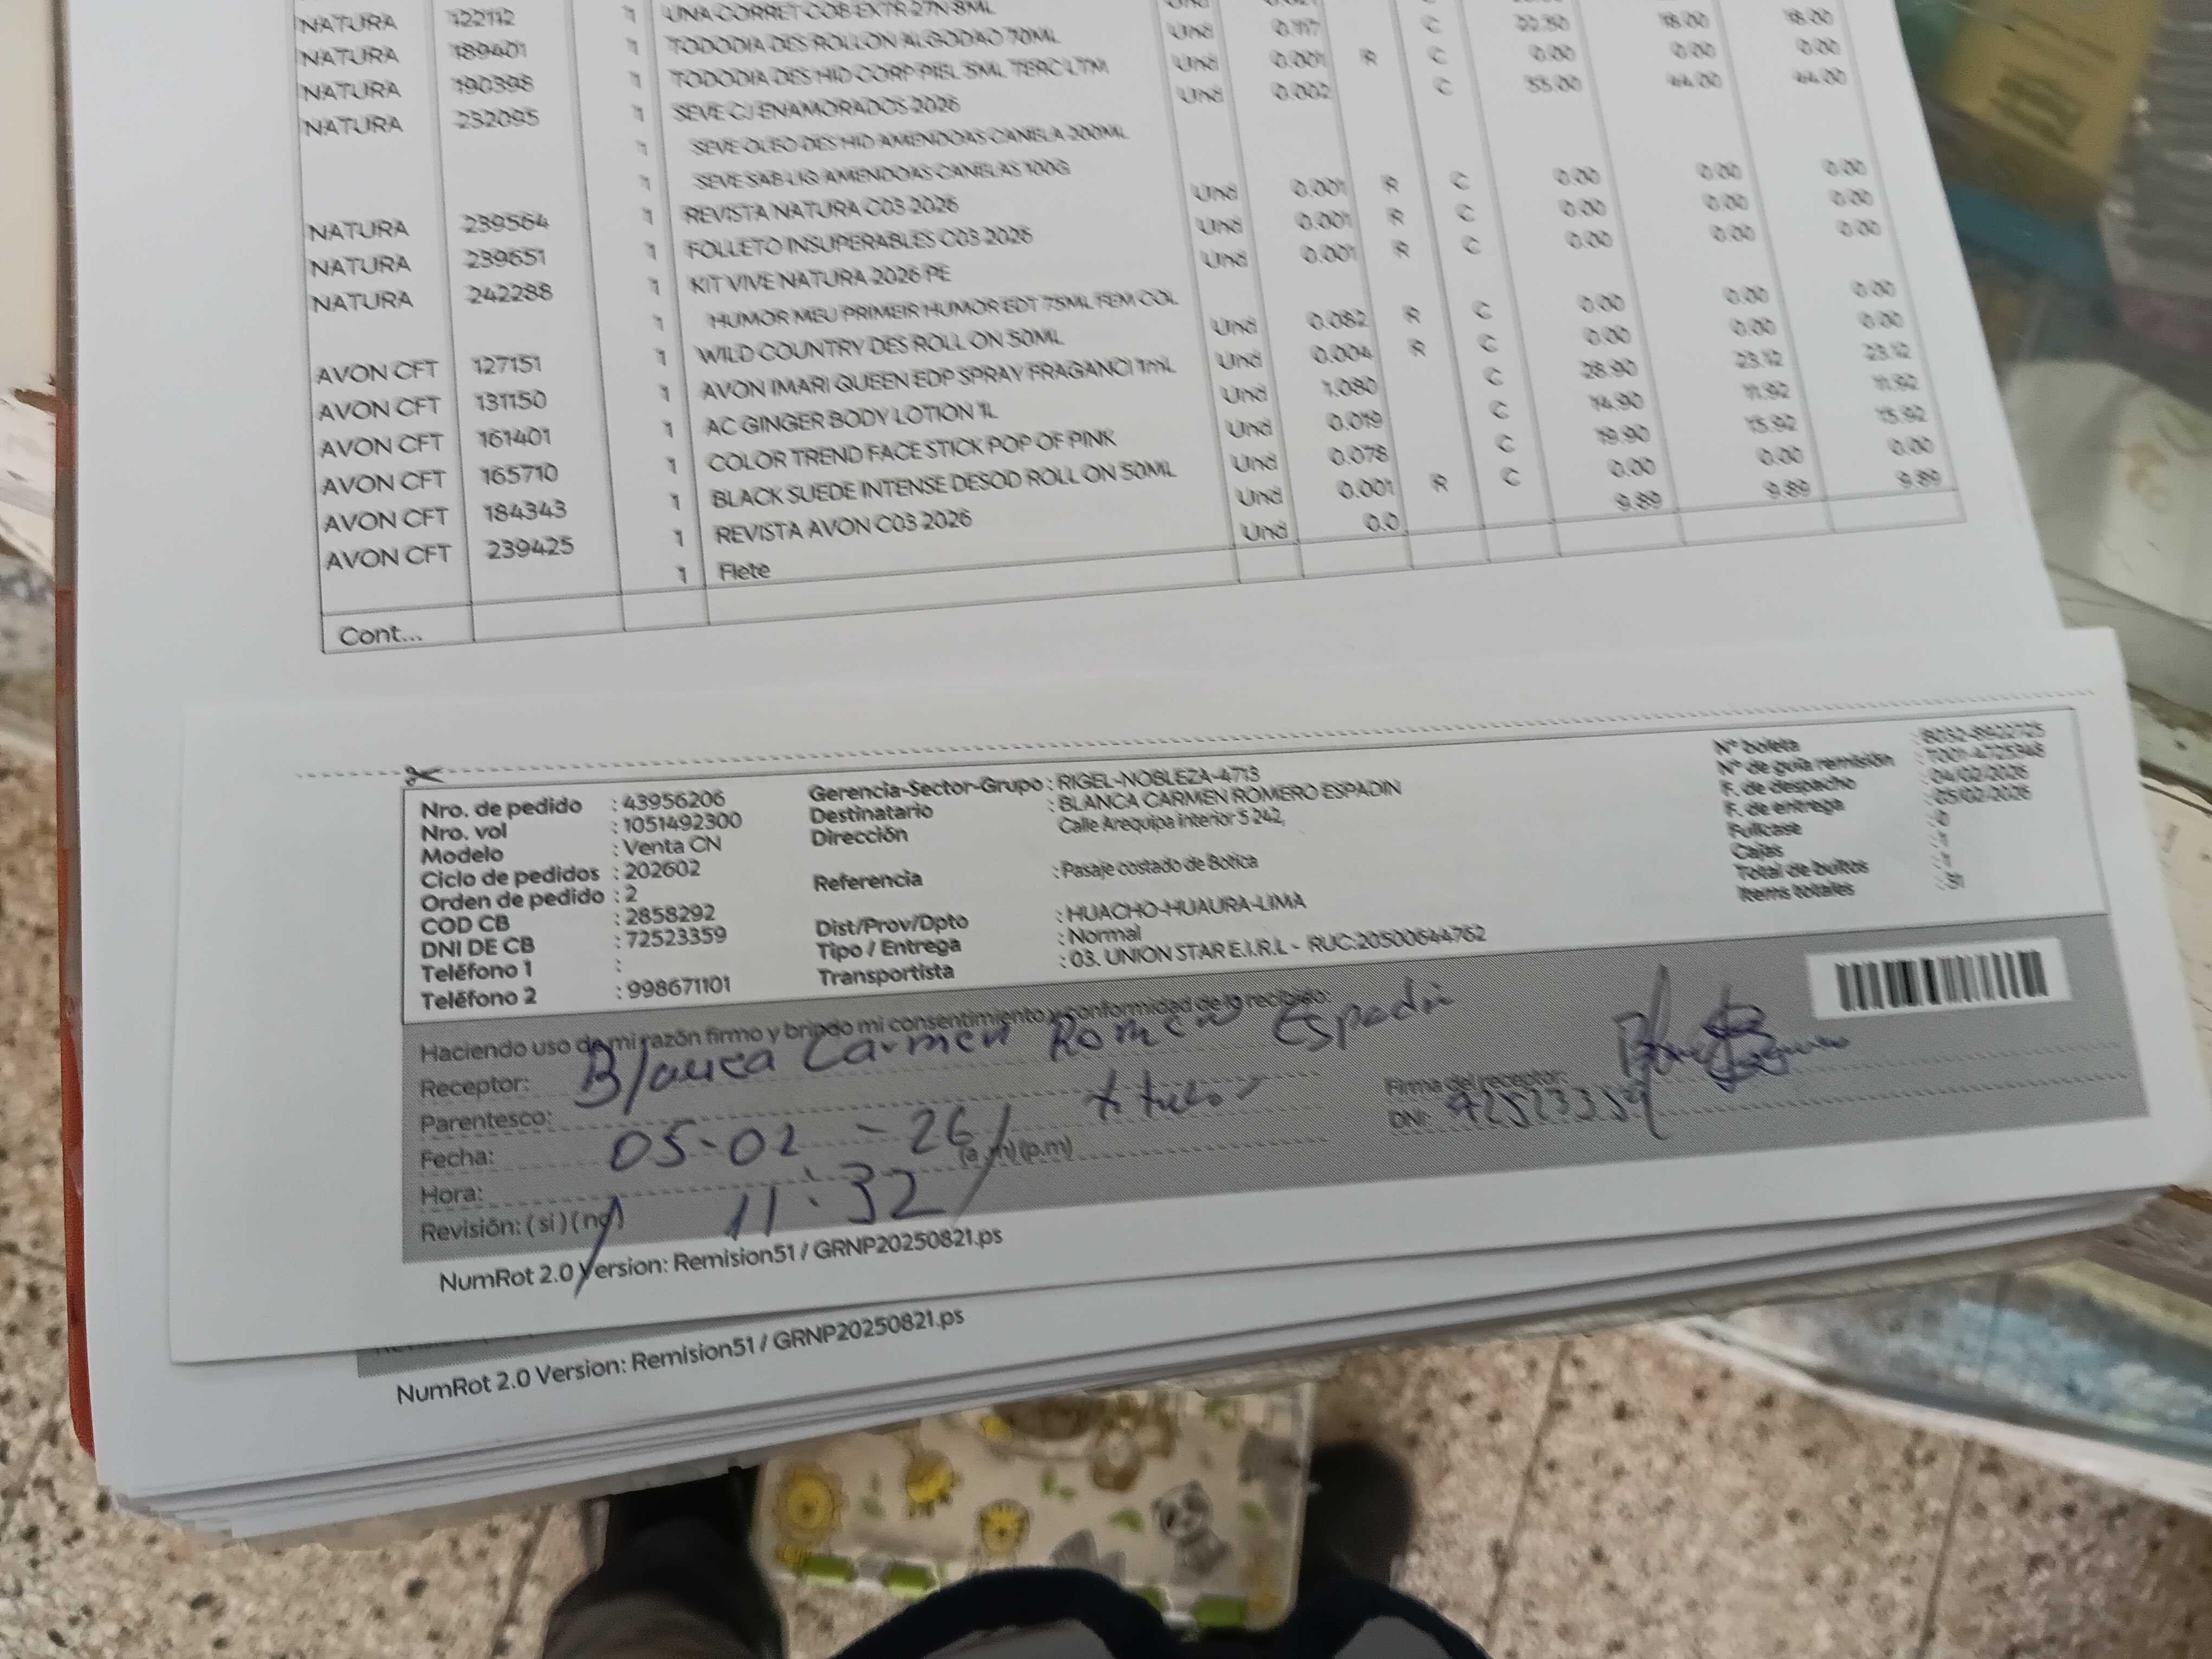 NATURA 122112 1 UNA CORRET COB EXTR 27N 8ML Und
NATURA 189401 1 TODODIA DES ROLLON ALGODAO 70ML Und 0.117 C 22.50 18.00 18.00
NATURA 190398 1 TODODIA DES HID CORP PIEL 5ML TERC LTM Und 0.001 R C 0.00 0.00 0.00
NATURA 232095 1 SEVE CJ ENAMORADOS 2026 Und 0.002 C 55.00 44.00 44.00
1 SEVE OLEO DES HID AMENDOAS CANELA 200ML
1 SEVE SAB LIQ AMENDOAS CANELAS 100G
NATURA 239564 1 REVISTA NATURA C03 2026 Und 0.001 R C 0.00 0.00 0.00
NATURA 239651 1 FOLLETO INSUPERABLES C03 2026 Und 0.001 R C 0.00 0.00 0.00
NATURA 242288 1 KIT VIVE NATURA 2026 PE Und 0.001 R C 0.00 0.00 0.00
1 HUMOR MEU PRIMEIR HUMOR EDT 75ML FEM COL
AVON CFT 127151 1 WILD COUNTRY DES ROLL ON 50ML Und 0.082 R C 0.00 0.00 0.00
AVON CFT 131150 1 AVON IMARI QUEEN EDP SPRAY FRAGANCI 1mL Und 0.004 R C 0.00 0.00 0.00
AVON CFT 161401 1 AC GINGER BODY LOTION 1L Und 1.080 C 28.90 23.12 23.12
AVON CFT 165710 1 COLOR TREND FACE STICK POP OF PINK Und 0.019 C 14.90 11.92 11.92
AVON CFT 184343 1 BLACK SUEDE INTENSE DESOD ROLL ON 50ML Und 0.078 C 19.90 15.92 15.92
AVON CFT 239425 1 REVISTA AVON C03 2026 Und 0.001 R C 0.00 0.00 0.00
1 Flete Und 0.0 9.89 9.89 9.89
Cont...
Nro. de pedido : 43956206
Nro. vol : 1051492300
Modelo : Venta CN
Ciclo de pedidos : 202602
Orden de pedido : 2
COD CB : 2858292
DNI DE CB : 72523359
Teléfono 1 :
Teléfono 2 : 998671101
Gerencia-Sector-Grupo : RIGEL-NOBLEZA-4713
Destinatario : BLANCA CARMEN ROMERO ESPADIN
Dirección Calle Arequipa interior 5 242,
Referencia : Pasaje costado de Botica
Dist/Prov/Dpto : HUACHO-HUAURA-LIMA
Tipo / Entrega : Normal
Transportista : 03. UNION STAR E.I.R.L - RUC:20500644762
N° boleta : B032-8922725
N° de guía remisión : T001-4725348
F. de despacho : 04/02/2026
F. de entrega : 05/02/2026
Fullcase : 0
Cajas : 1
Total de bultos : 1
Items totales : 31
Haciendo uso de mi razón firmo y brindo mi consentimiento y conformidad de lo recibido:
Receptor: Blanca Carmen Romero Espadin
Parentesco: titular
Fecha: 05-02-26
Hora: 11:32 (a.m) (p.m)
Revisión: (si) (no)
Firma del receptor:
DNI: 72523359
NumRot 2.0 Version: Remision51 / GRNP20250821.ps
NumRot 2.0 Version: Remision51 / GRNP20250821.ps